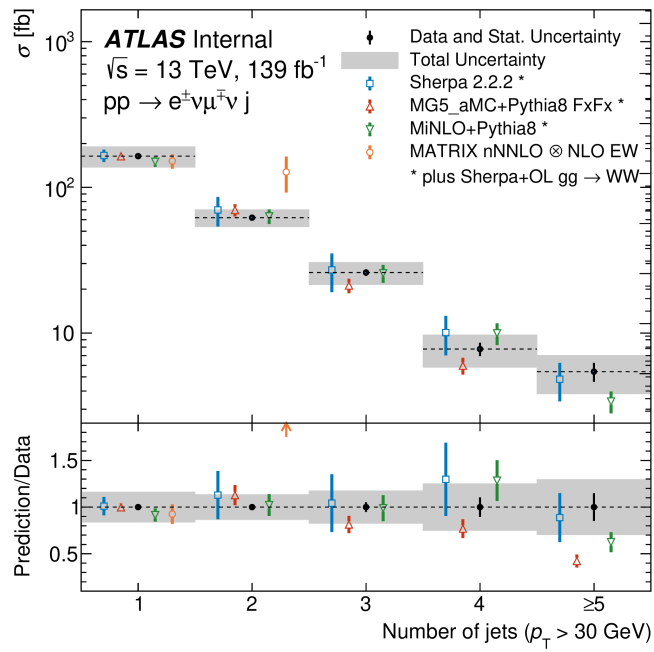 σ [fb]
10³
10²
10
ATLAS Internal
√s = 13 TeV, 139 fb⁻¹
pp → e±νμ∓ν j
Data and Stat. Uncertainty
Total Uncertainty
Sherpa 2.2.2 *
MG5_aMC+Pythia8 FxFx *
MiNLO+Pythia8 *
MATRIX nNNLO ⊗ NLO EW
* plus Sherpa+OL gg → WW
Prediction/Data
1.5
1
0.5
1 2 3 4 ≥5
Number of jets (p_T > 30 GeV)